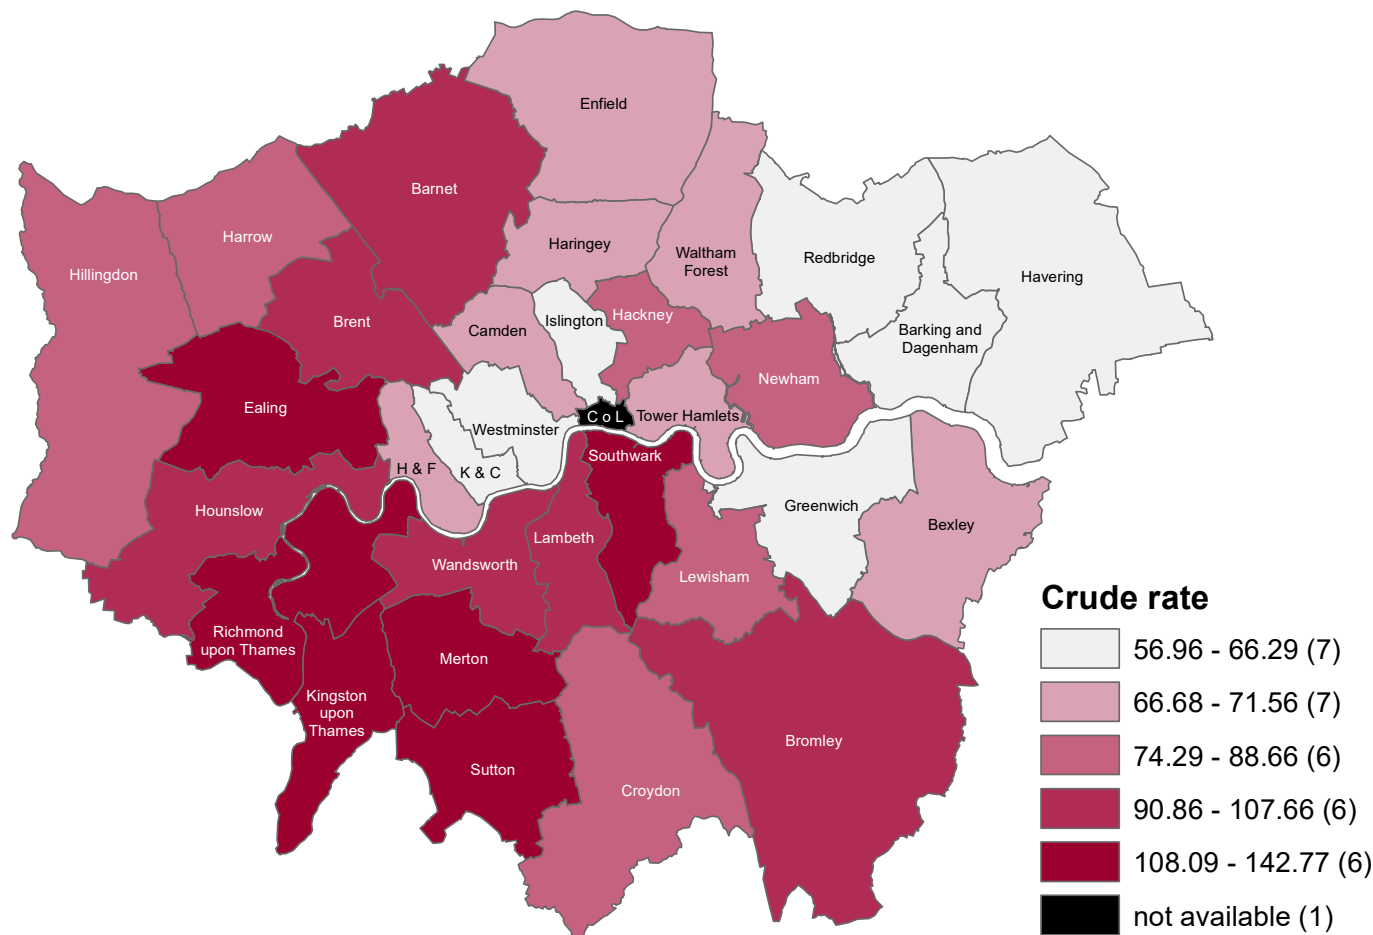 Enfield
Barnet
Harrow
Haringey
Waltham
Forest
Redbridge
Hillingdon
Havering
Brent
Camden
Islington
Hackney
Barking and
Dagenham
Newham
Ealing
Westminster
C o L
Tower Hamlets
H & F
K & C
Southwark
Hounslow
Greenwich
Bexley
Lambeth
Wandsworth
Lewisham
Richmond
upon Thames
Merton
Kingston
upon
Thames
Sutton
Bromley
Croydon
Crude rate
56.96 - 66.29 (7)
66.68 - 71.56 (7)
74.29 - 88.66 (6)
90.86 - 107.66 (6)
108.09 - 142.77 (6)
not available (1)